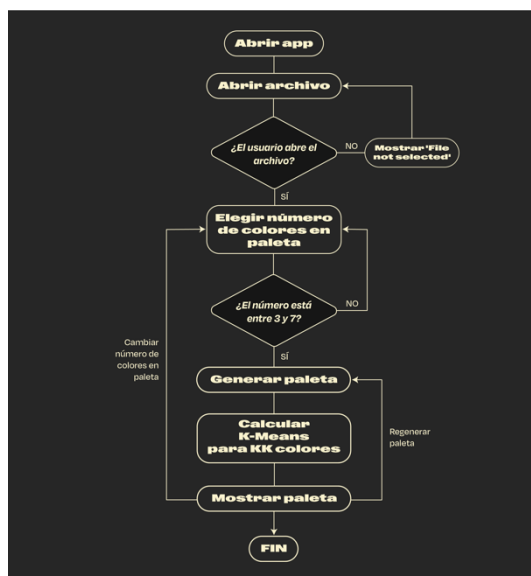 Abrir app
Abrir archivo
¿El usuario abre el
archivo?
NO
Mostrar 'File
not selected'
SÍ
Elegir número
de colores en
paleta
¿El número está
entre 3 y 7?
NO
Cambiar
número de
colores en
paleta
SÍ
Generar paleta
Calcular
K-Means
para KK colores
Regenerar
paleta
Mostrar paleta
FIN